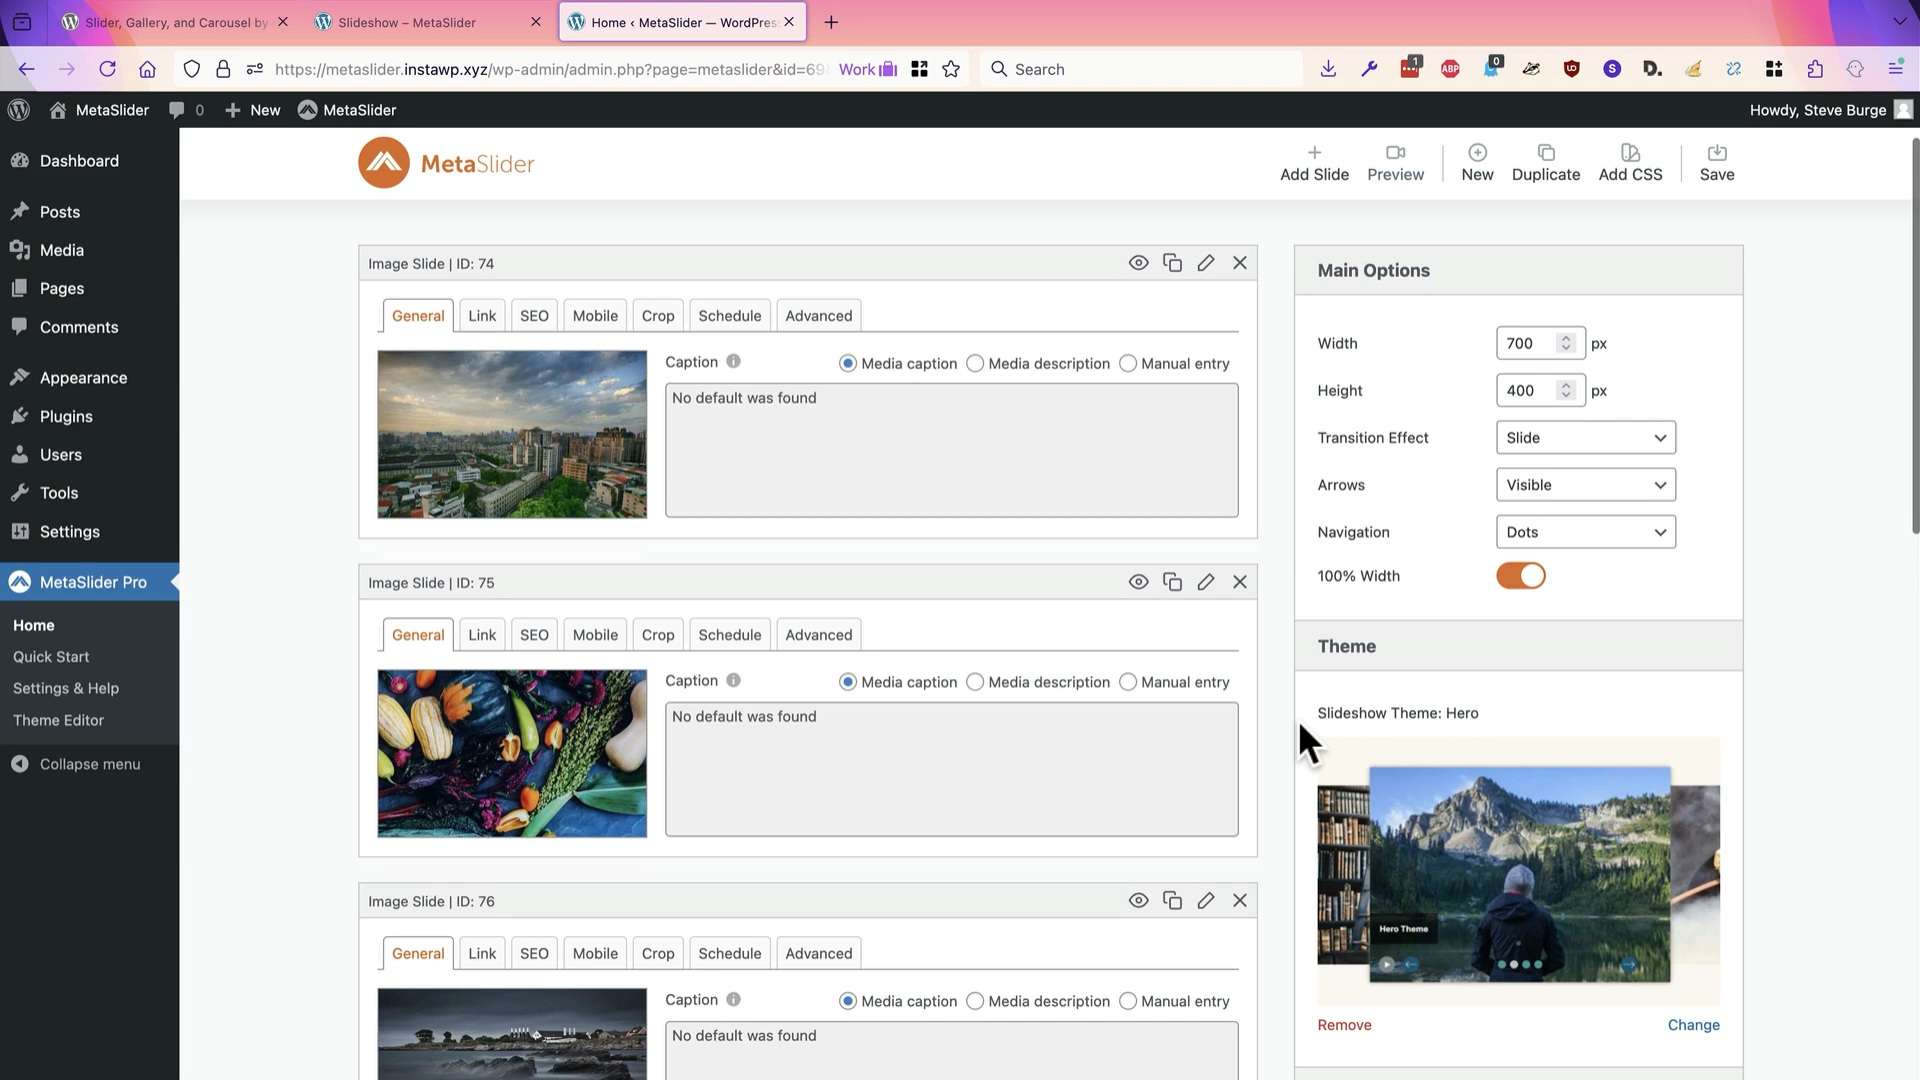 Slider, Gallery, and Carousel by
Slideshow – MetaSlider
Home ‹ MetaSlider — WordPress
https://metaslider.instawp.xyz/wp-admin/admin.php?page=metaslider&id=69
Work
Search
1
ABP
0
S
D.
MetaSlider
0
New
MetaSlider
Howdy, Steve Burge
Dashboard
Posts
Media
Pages
Comments
Appearance
Plugins
Users
Tools
Settings
MetaSlider Pro
Home
Quick Start
Settings & Help
Theme Editor
Collapse menu
MetaSlider
Add Slide
Preview
New
Duplicate
Add CSS
Save
Image Slide | ID: 74
General Link SEO Mobile Crop Schedule Advanced
Caption
Media caption Media description Manual entry
No default was found
Image Slide | ID: 75
General Link SEO Mobile Crop Schedule Advanced
Caption
Media caption Media description Manual entry
No default was found
Image Slide | ID: 76
General Link SEO Mobile Crop Schedule Advanced
Caption
Media caption Media description Manual entry
No default was found
Main Options
Width 700 px
Height 400 px
Transition Effect Slide
Arrows Visible
Navigation Dots
100% Width
Theme
Slideshow Theme: Hero
Hero Theme
Remove
Change